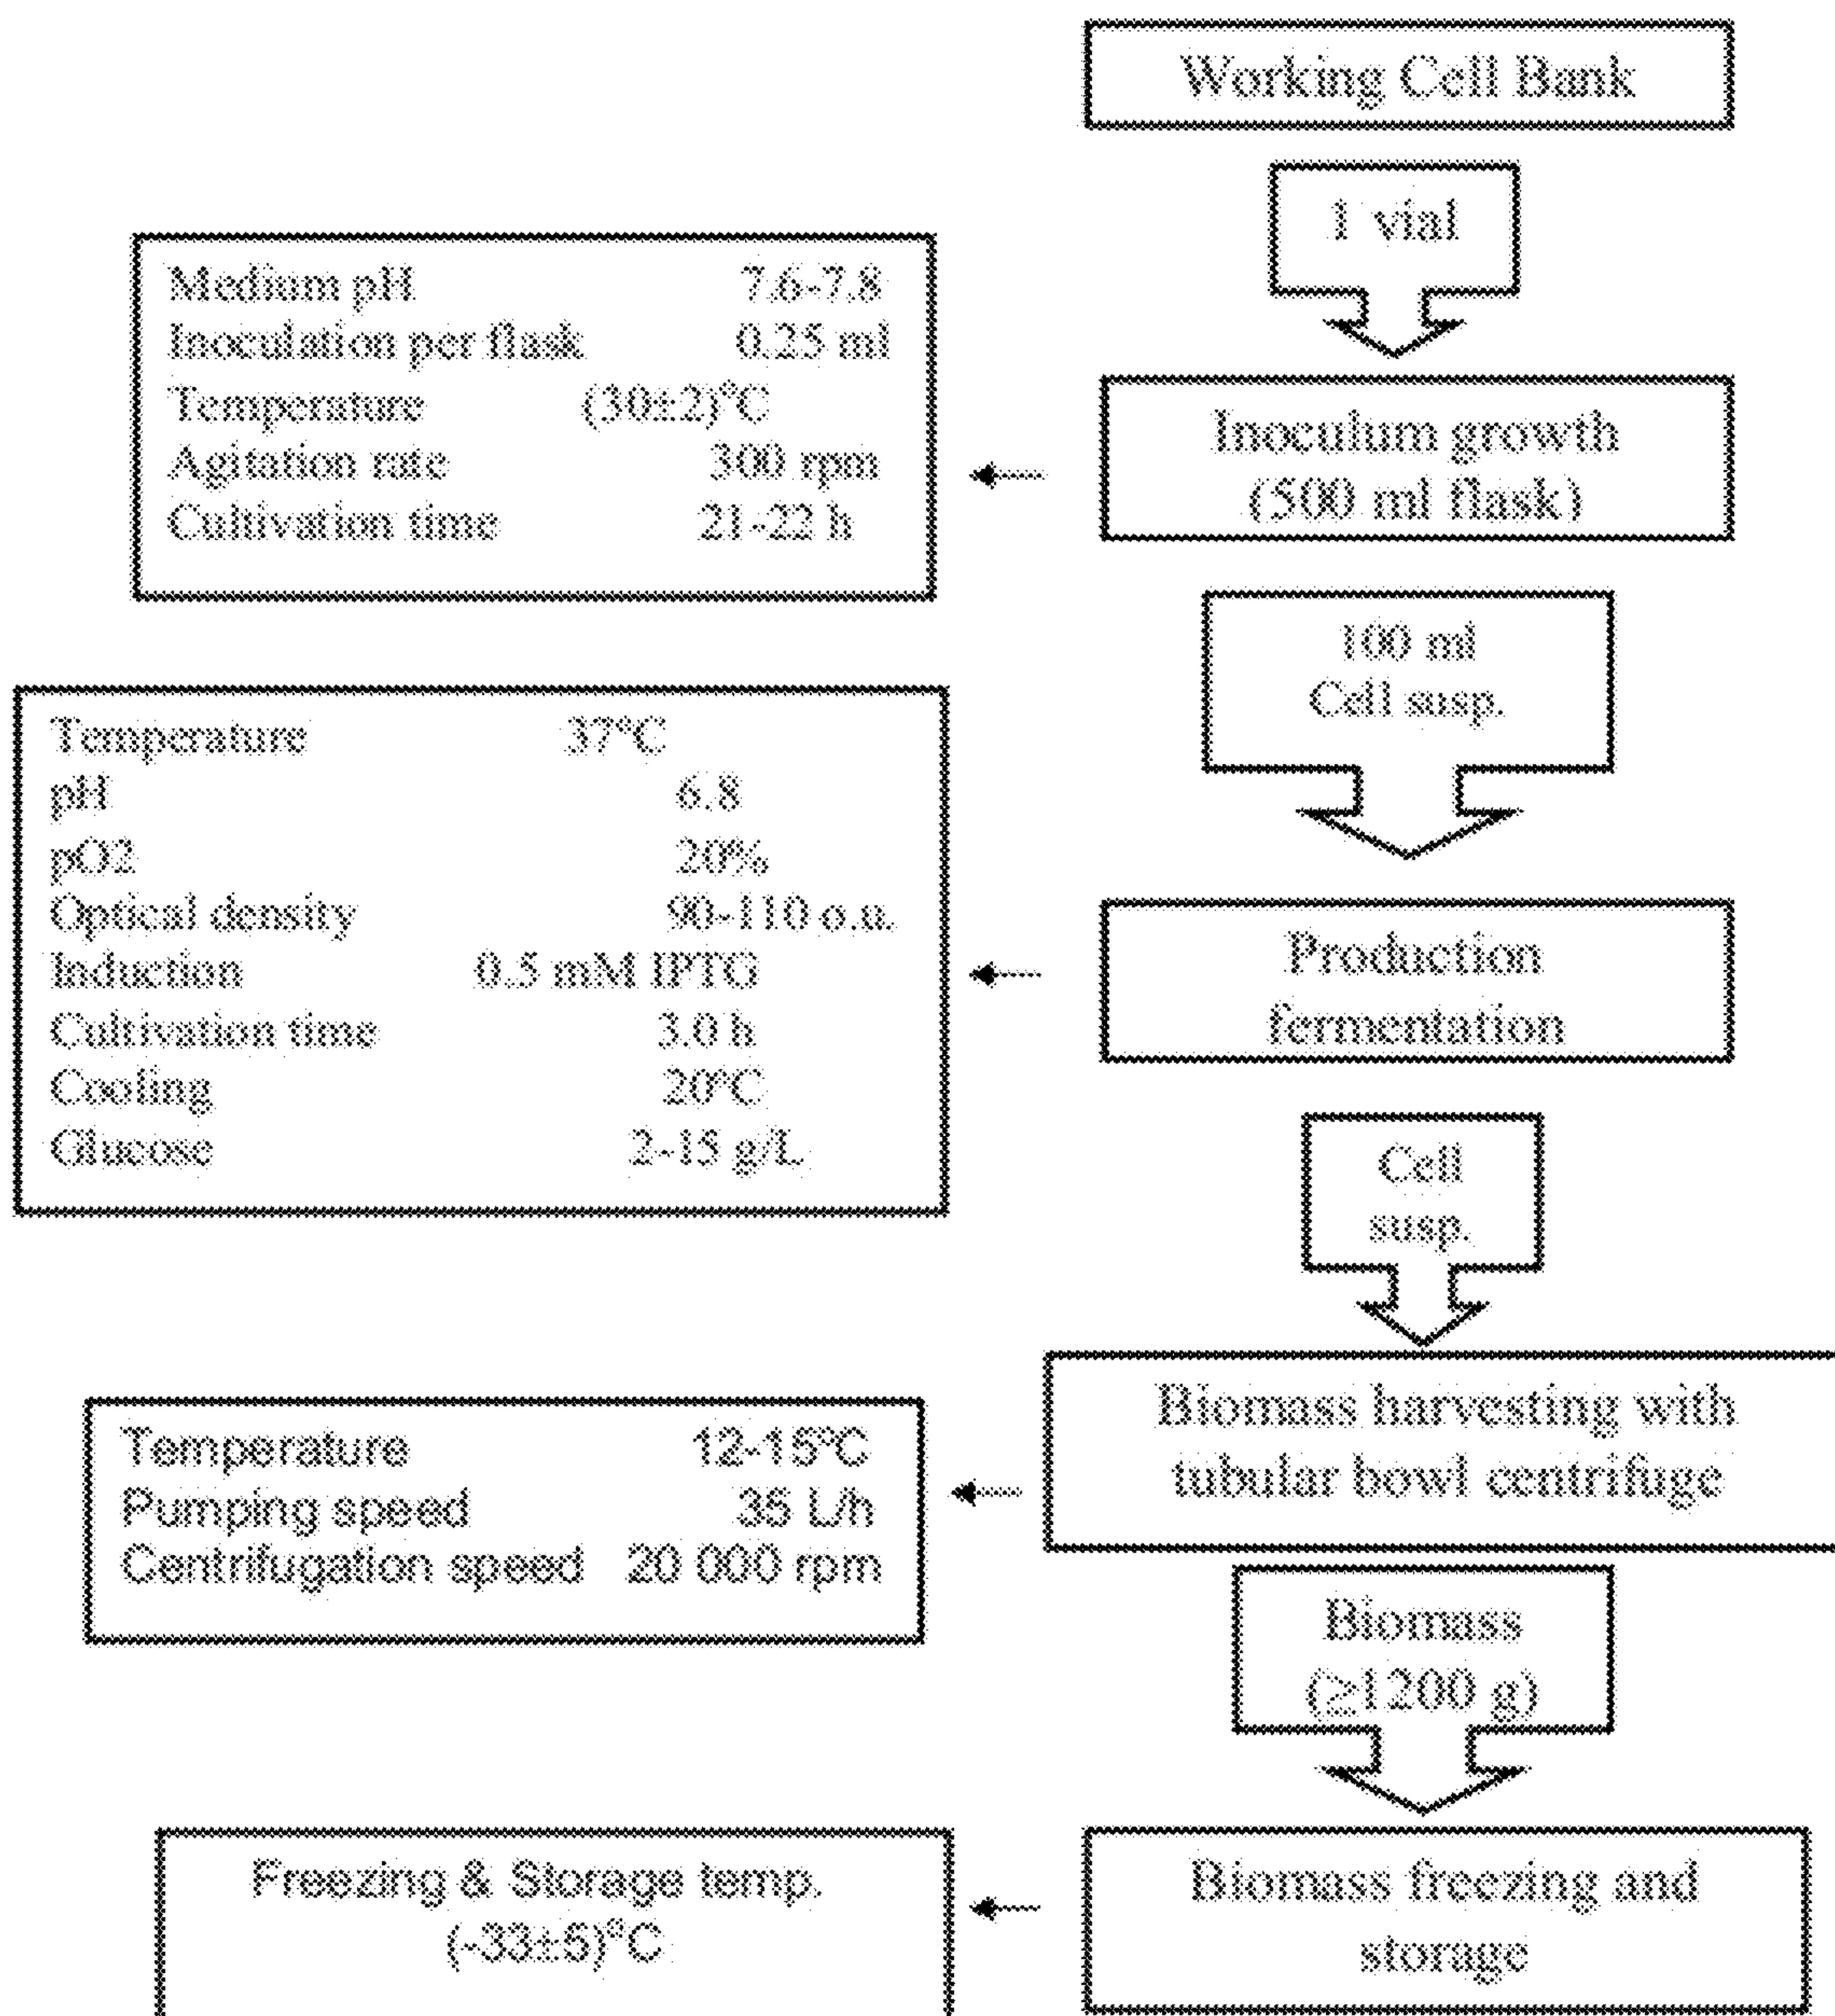 Working Cell Bank
1 vial
Medium pH 7.6-7.8
Inoculation per flask 0.25 ml
Temperature (30±2)°C
Agitation rate 300 rpm
Cultivation time 21-22 h
Inoculum growth
(500 ml flask)
100 ml
Cell susp.
Temperature 37°C
pH 6.8
pO2 20%
Optical density 90-110 o.u.
Induction 0.5 mM IPTG
Cultivation time 3.0 h
Cooling 20°C
Glucose 2-15 g/L
Production
fermentation
Cell
susp.
Biomass harvesting with
tubular bowl centrifuge
Temperature 12-15°C
Pumping speed 35 L/h
Centrifugation speed 20 000 rpm
Biomass
(≥1200 g)
Freezing & Storage temp.
(-33±5)°C
Biomass freezing and
storage